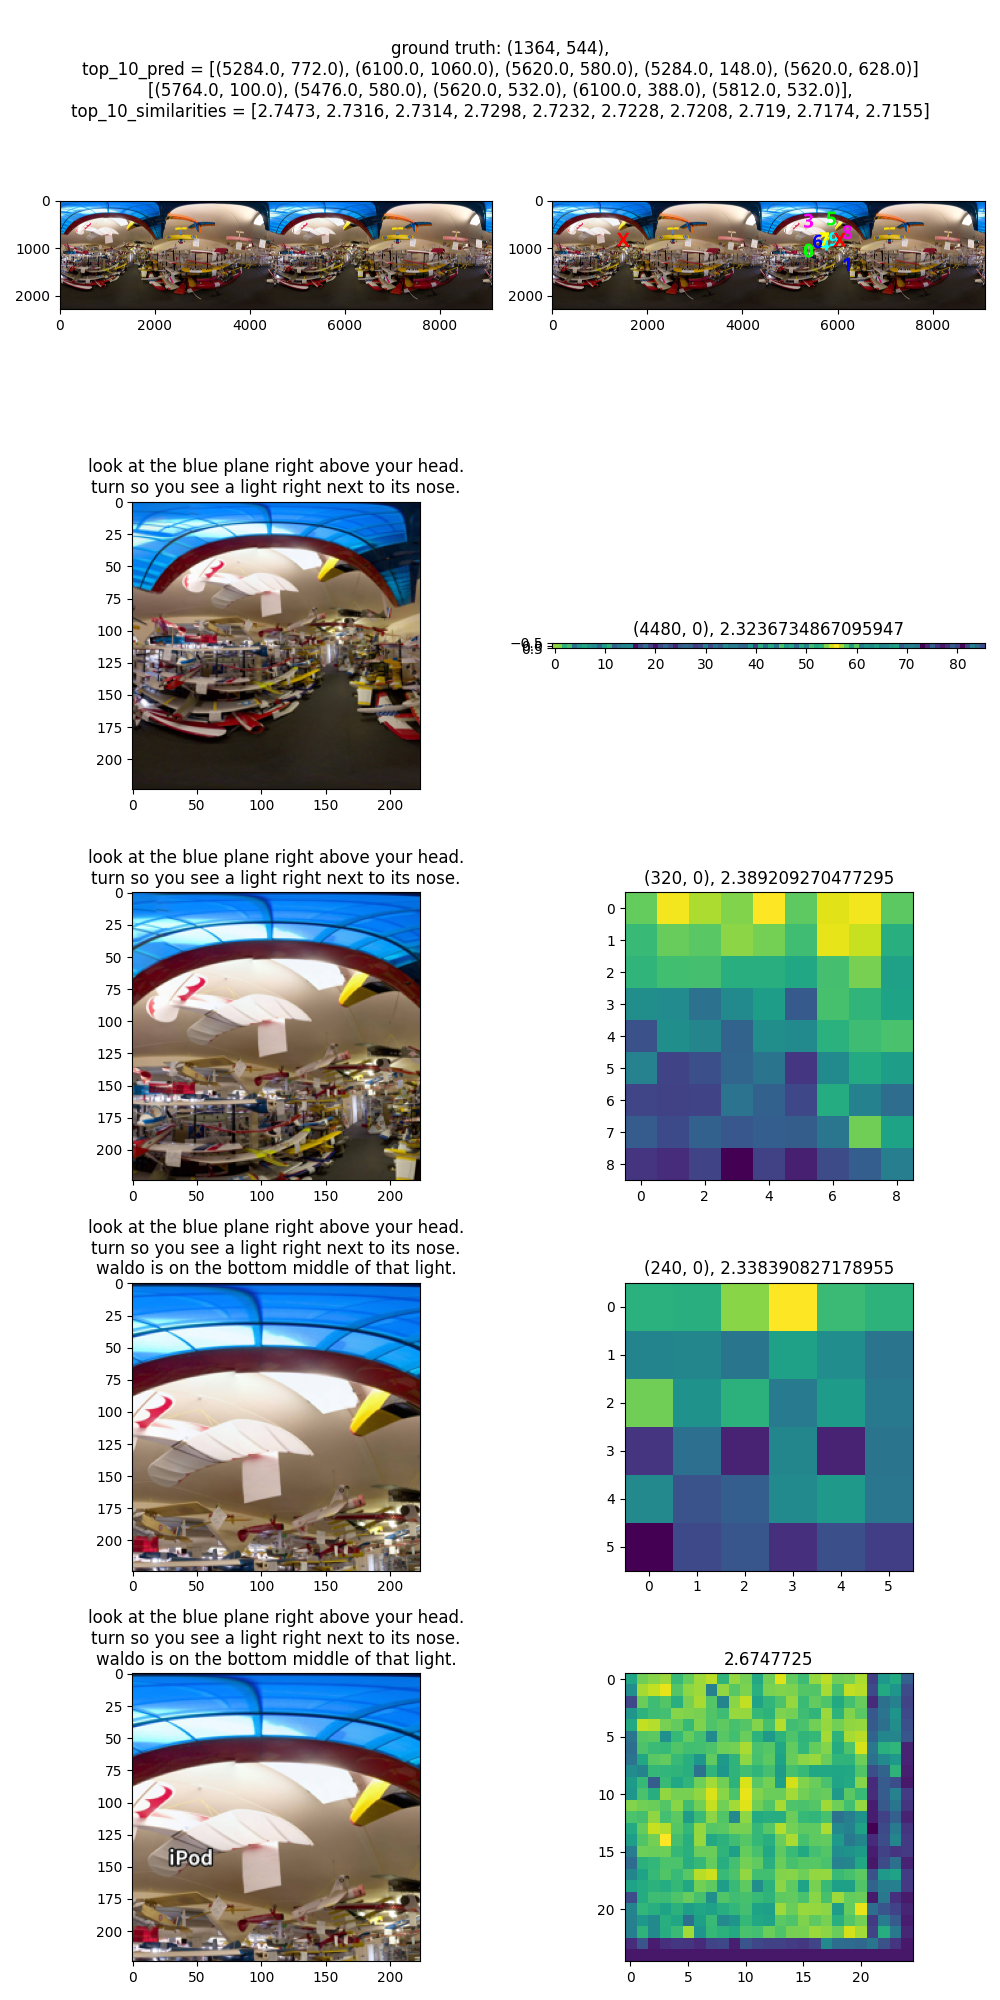 ground truth: (1364, 544),
top_10_pred = [(5284.0, 772.0), (6100.0, 1060.0), (5620.0, 580.0), (5284.0, 148.0), (5620.0, 628.0)]
[(5764.0, 100.0), (5476.0, 580.0), (5620.0, 532.0), (6100.0, 388.0), (5812.0, 532.0)],
top_10_similarities = [2.7473, 2.7316, 2.7314, 2.7298, 2.7232, 2.7228, 2.7208, 2.719, 2.7174, 2.7155]
0
1000
2000
0 2000 4000 6000 8000
0
1000
2000
X
3
5
6
1
X
0 2000 4000 6000 8000
look at the blue plane right above your head.
turn so you see a light right next to its nose.
0
25
50
75
100
125
150
175
200
0 50 100 150 200
(4480, 0), 2.3236734867095947
0 10 20 30 40 50 60 70 80
look at the blue plane right above your head.
turn so you see a light right next to its nose.
0
25
50
75
100
125
150
175
200
0 50 100 150 200
(320, 0), 2.389209270477295
0
1
2
3
4
5
6
7
8
0 2 4 6 8
look at the blue plane right above your head.
turn so you see a light right next to its nose.
waldo is on the bottom middle of that light.
0
25
50
75
100
125
150
175
200
0 50 100 150 200
(240, 0), 2.338390827178955
0
1
2
3
4
5
0 1 2 3 4 5
look at the blue plane right above your head.
turn so you see a light right next to its nose.
waldo is on the bottom middle of that light.
0
25
50
75
100
125
150
175
200
iPod
0 50 100 150 200
2.6747725
0
5
10
15
20
0 5 10 15 20